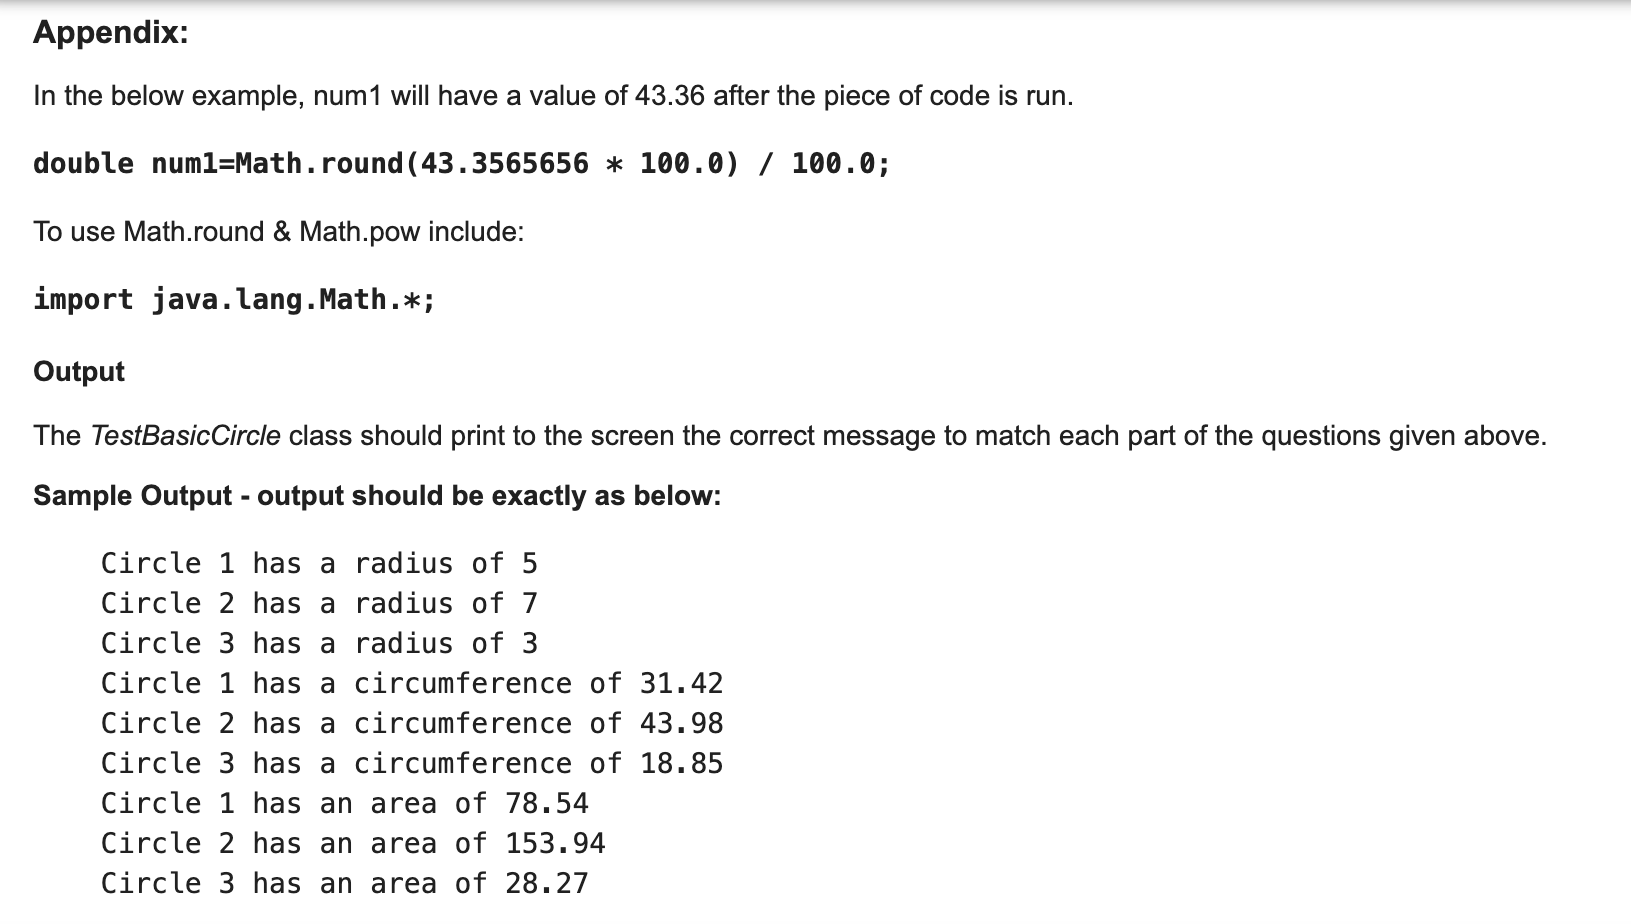 Appendix:
In the below example, num1 will have a value of 43.36 after the piece of code is run.
double num1=Math.round(43.3565656 * 100.0) / 100.0;
To use Math.round & Math.pow include:
import java.lang.Math.*;
Output
The TestBasicCircle class should print to the screen the correct message to match each part of the questions given above.
Sample Output - output should be exactly as below:
Circle 1 has a radius of 5
Circle 2 has a radius of 7
Circle 3 has a radius of 3
Circle 1 has a circumference of 31.42
Circle 2 has a circumference of 43.98
Circle 3 has a circumference of 18.85
Circle 1 has an area of 78.54
Circle 2 has an area of 153.94
Circle 3 has an area of 28.27